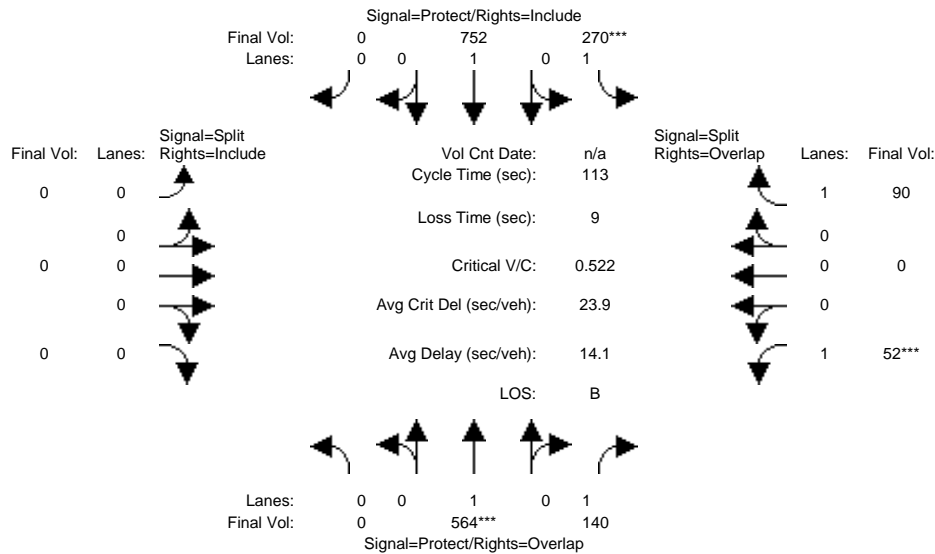 Signal=Protect/Rights=Include
Final Vol: 0 752 270***
Lanes: 0 0 1 0 1
Signal=Split
Final Vol: Lanes: Rights=Include
Vol Cnt Date: n/a
Signal=Split
Rights=Overlap Lanes: Final Vol:
Cycle Time (sec): 113
0 0
1 90
Loss Time (sec): 9
0
0
0 0
Critical V/C: 0.522
0 0
0
Avg Crit Del (sec/veh): 23.9
0
0 0
Avg Delay (sec/veh): 14.1
1 52***
LOS: B
Lanes: 0 0 1 0 1
Final Vol: 0 564*** 140
Signal=Protect/Rights=Overlap